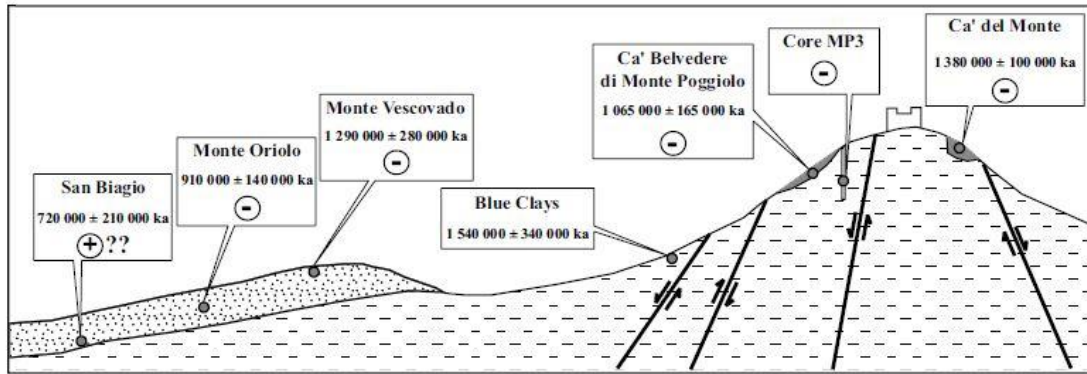 San Biagio
720 000 ± 210 000 ka
+ ??
Monte Oriolo
910 000 ± 140 000 ka
-
Monte Vescovado
1 290 000 ± 280 000 ka
-
Blue Clays
1 540 000 ± 340 000 ka
Ca' Belvedere
di Monte Poggiolo
1 065 000 ± 165 000 ka
-
Core MP3
-
Ca' del Monte
1 380 000 ± 100 000 ka
-